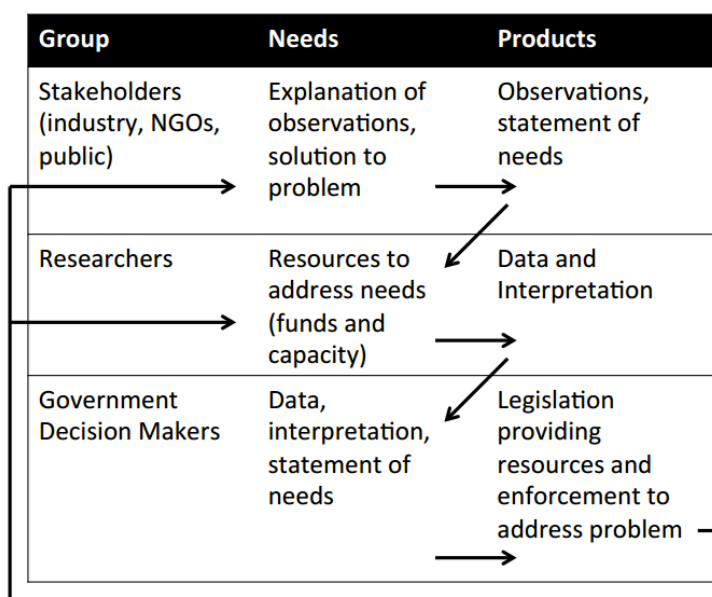 Group Needs Products
Stakeholders
(industry, NGOs,
public)
Explanation of
observations,
solution to
problem
Observations,
statement of
needs
Researchers
Resources to
address needs
(funds and
capacity)
Data and
Interpretation
Government
Decision Makers
Data,
interpretation,
statement of
needs
Legislation
providing
resources and
enforcement to
address problem